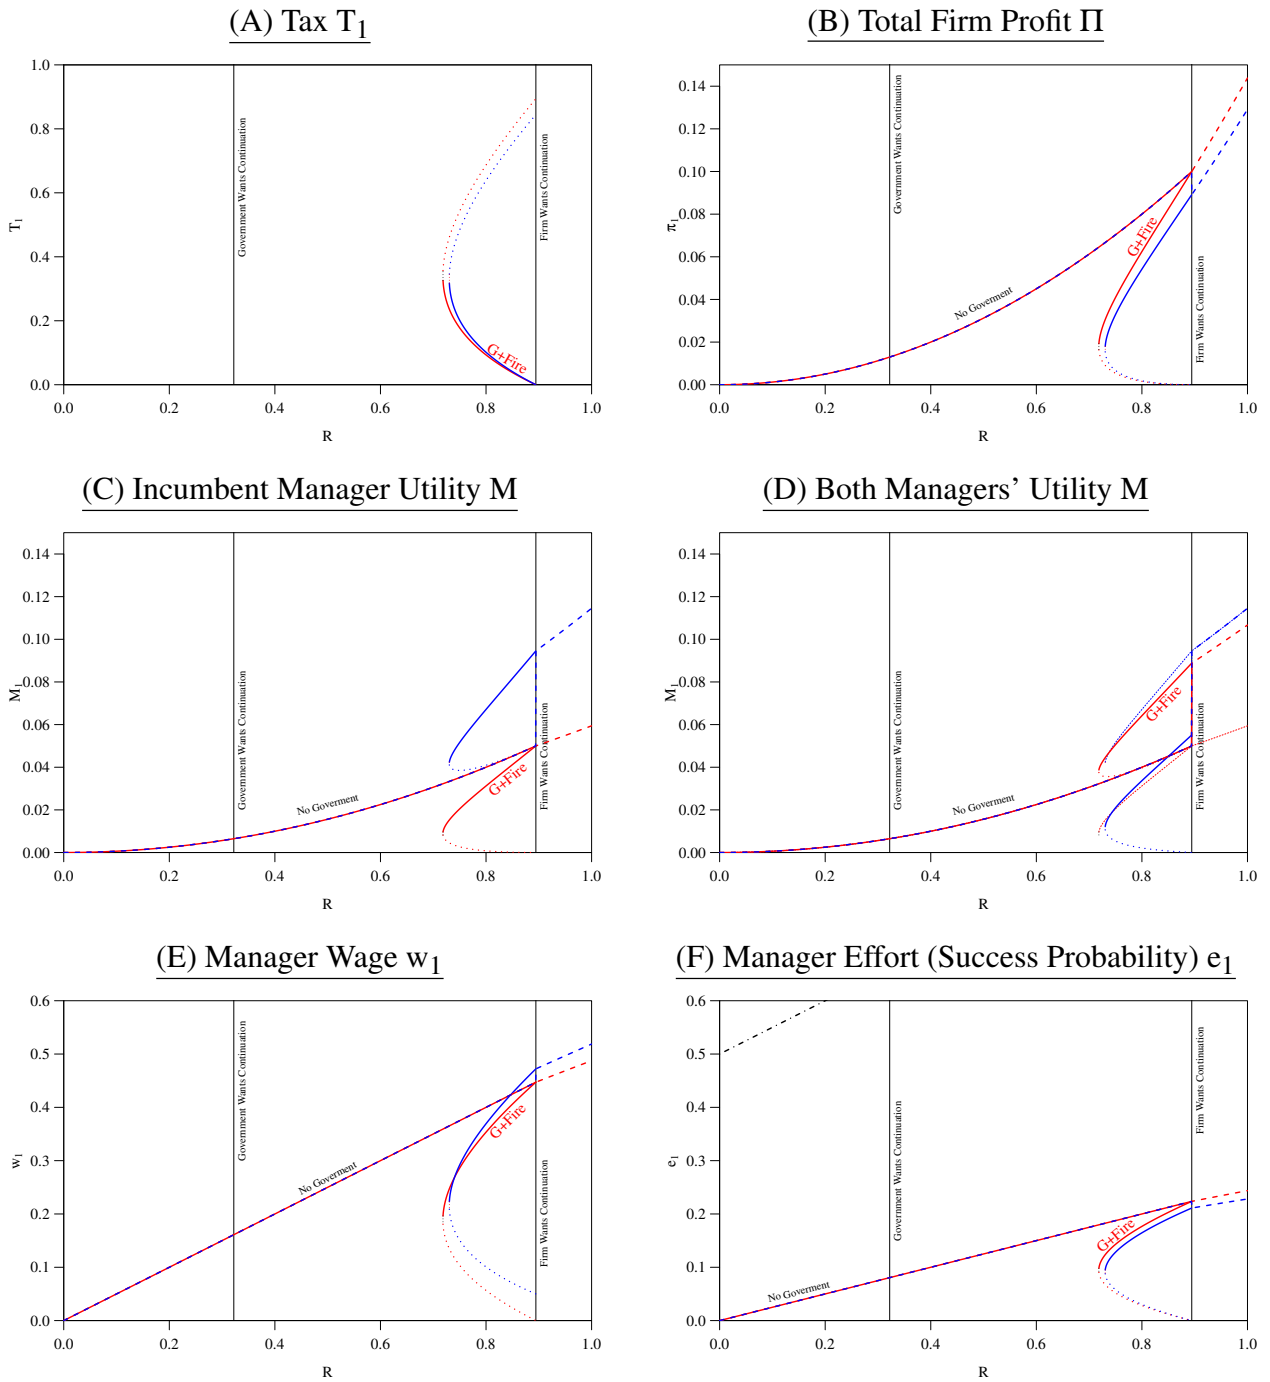 (A) Tax T1
1.0
0.8
0.6
0.4
0.2
0.0
T1
Government Wants Continuation
Firm Wants Continuation
G+Fire
0.0 0.2 0.4 0.6 0.8 1.0
R
(B) Total Firm Profit Π
0.14
0.12
0.10
0.08
0.06
0.04
0.02
0.00
π1
Government Wants Continuation
Firm Wants Continuation
G+Fire
No Goverment
0.0 0.2 0.4 0.6 0.8 1.0
R
(C) Incumbent Manager Utility M
0.14
0.12
0.10
0.08
0.06
0.04
0.02
0.00
M1
Government Wants Continuation
Firm Wants Continuation
G+Fire
No Goverment
0.0 0.2 0.4 0.6 0.8 1.0
R
(D) Both Managers’ Utility M
0.14
0.12
0.10
0.08
0.06
0.04
0.02
0.00
M1
Government Wants Continuation
Firm Wants Continuation
G+Fire
No Goverment
0.0 0.2 0.4 0.6 0.8 1.0
R
(E) Manager Wage w1
0.6
0.5
0.4
0.3
0.2
0.1
0.0
w1
Government Wants Continuation
Firm Wants Continuation
G+Fire
No Goverment
0.0 0.2 0.4 0.6 0.8 1.0
R
(F) Manager Effort (Success Probability) e1
0.6
0.5
0.4
0.3
0.2
0.1
0.0
e1
Government Wants Continuation
Firm Wants Continuation
G+Fire
No Goverment
0.0 0.2 0.4 0.6 0.8 1.0
R